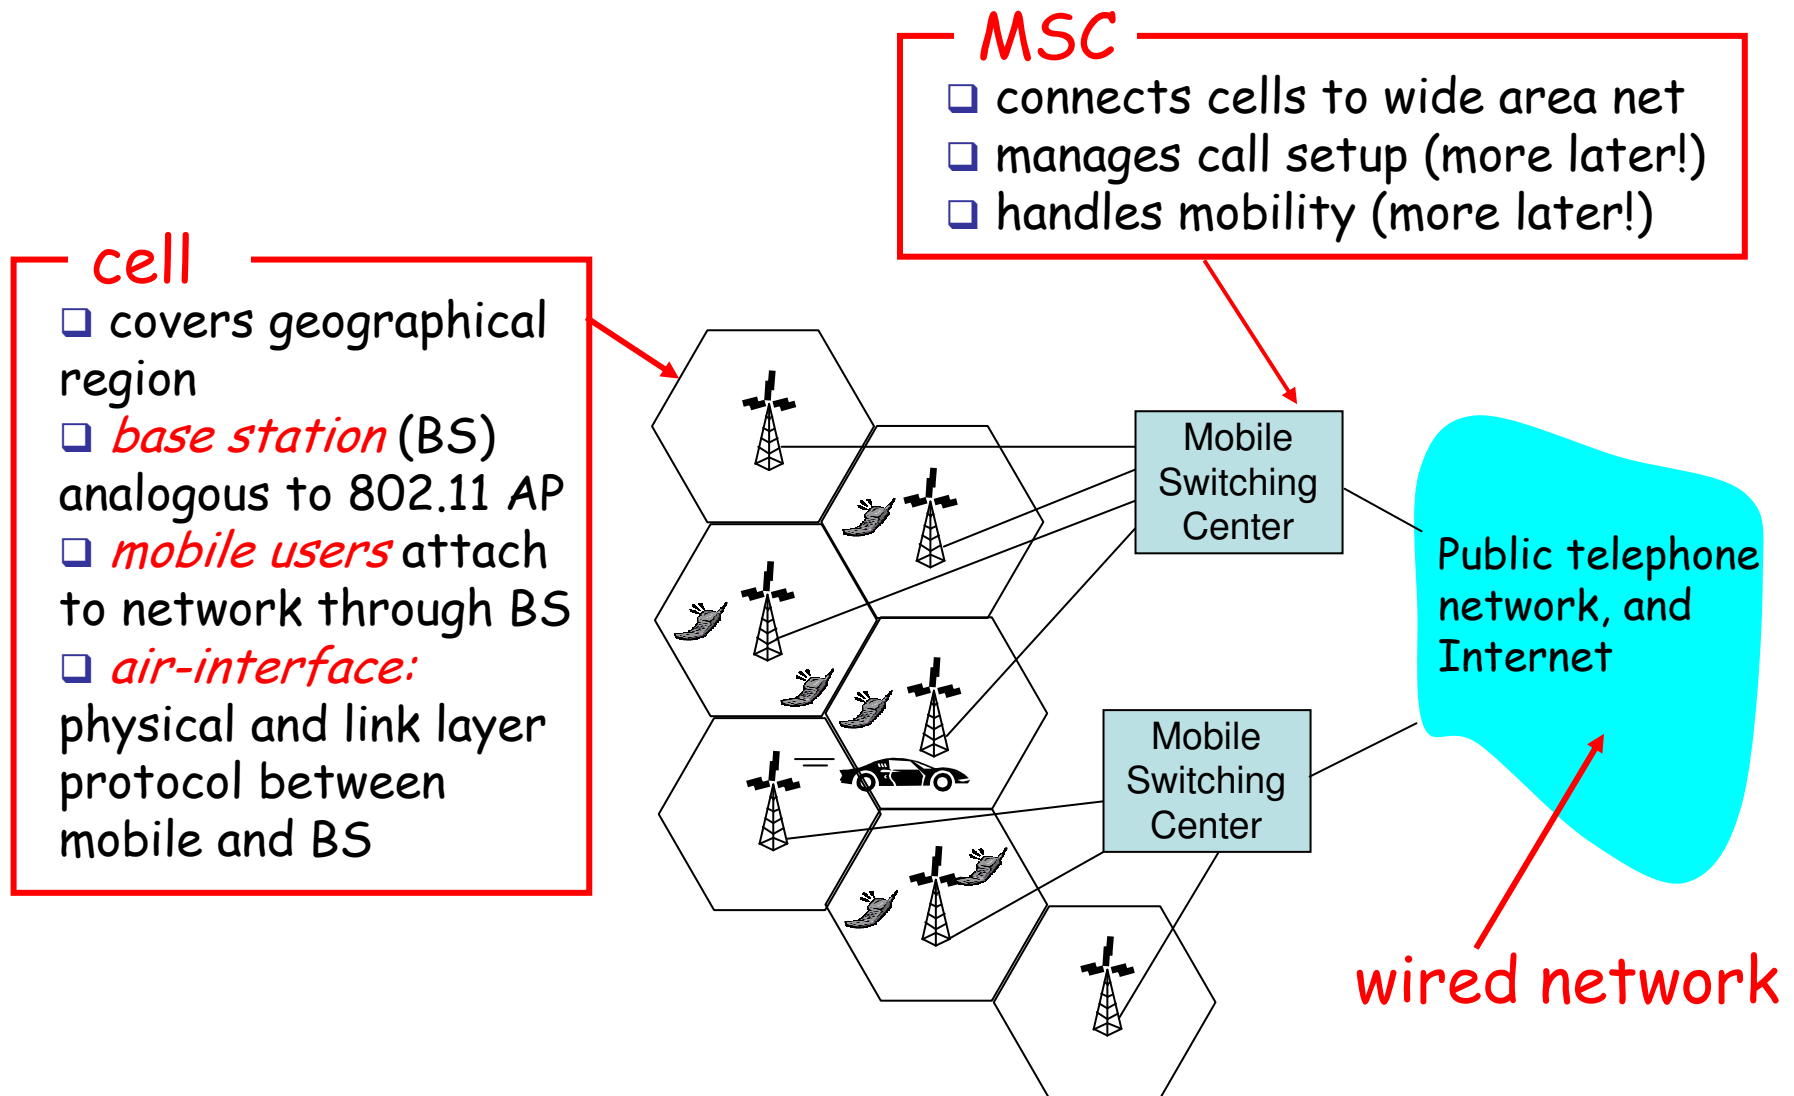 MSC
❑ connects cells to wide area net
❑ manages call setup (more later!)
❑ handles mobility (more later!)
cell
❑ covers geographical
region
❑ base station (BS)
analogous to 802.11 AP
❑ mobile users attach
to network through BS
❑ air-interface:
physical and link layer
protocol between
mobile and BS
Mobile
Switching
Center
Public telephone
network, and
Internet
Mobile
Switching
Center
wired network